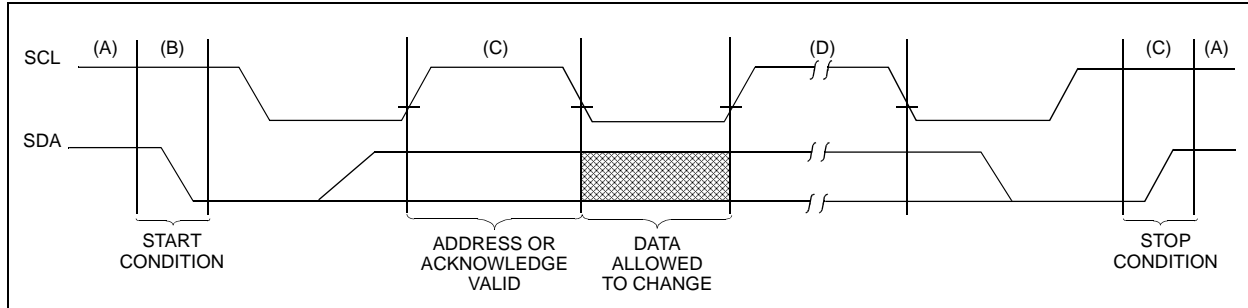 (A) (B) (C) (D) (C) (A)
SCL
SDA
START
CONDITION
ADDRESS OR
ACKNOWLEDGE
VALID
DATA
ALLOWED
TO CHANGE
STOP
CONDITION